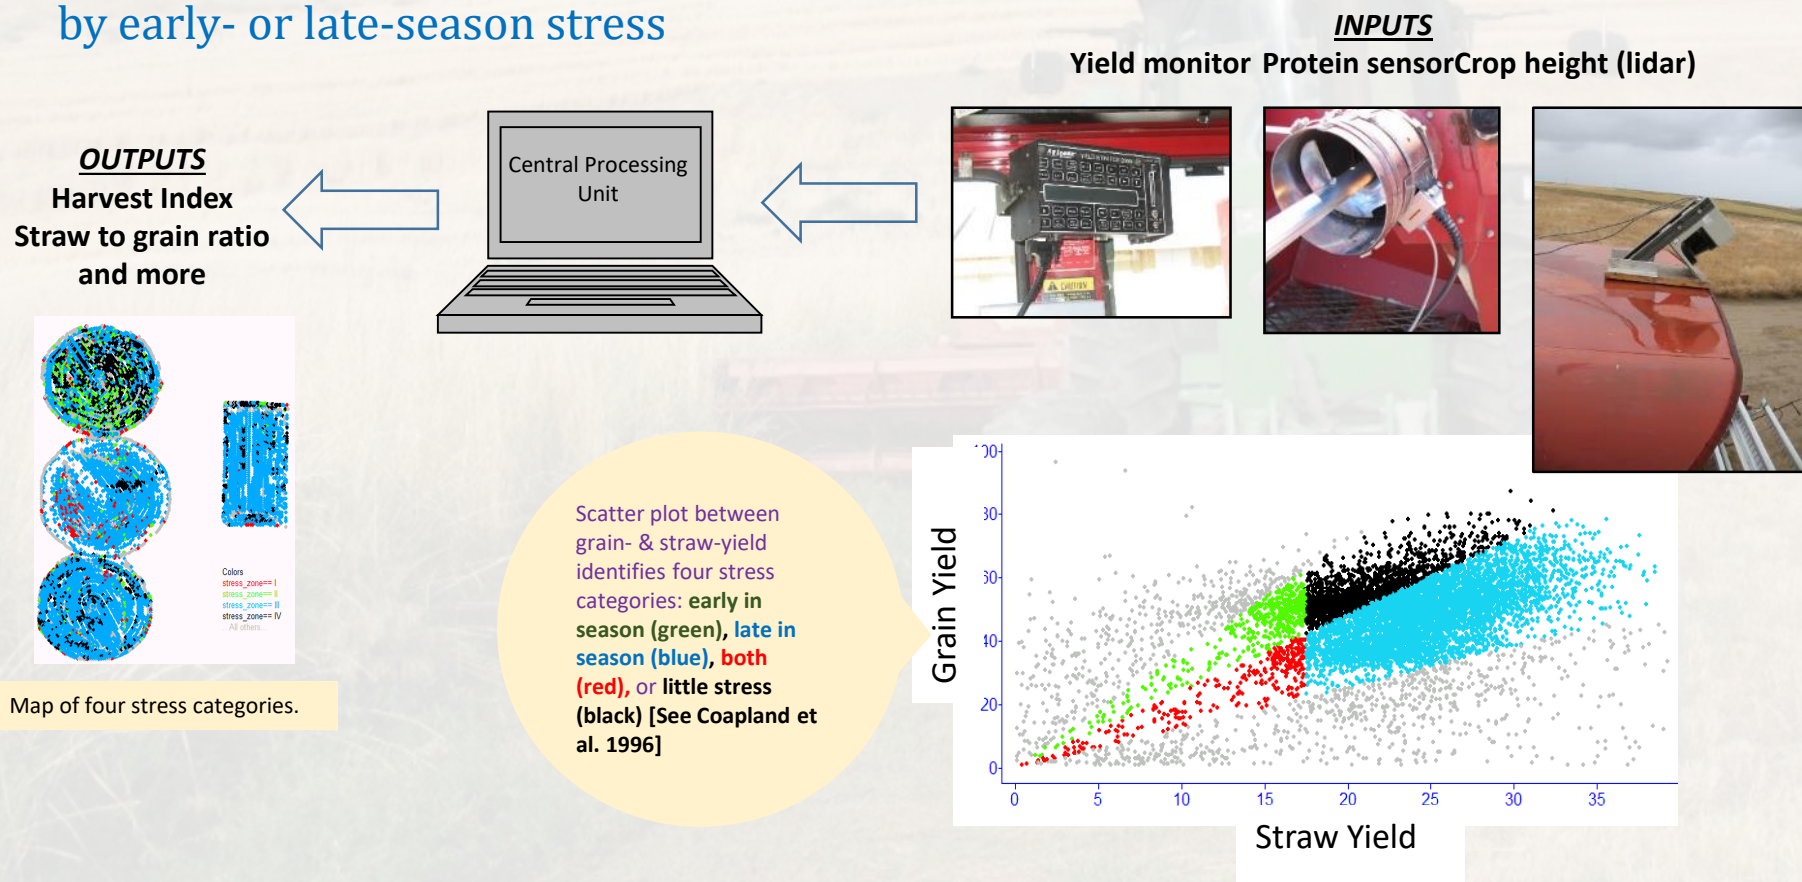 by early- or late-season stress
INPUTS
Yield monitor Protein sensorCrop height (lidar)
OUTPUTS
Harvest Index
Straw to grain ratio
and more
Central Processing
Unit
CAUTION
Colors
stress_zone== I
stress_zone== II
stress_zone== III
stress_zone== IV
All others
Map of four stress categories.
Scatter plot between
grain- & straw-yield
identifies four stress
categories: early in
season (green), late in
season (blue), both
(red), or little stress
(black) [See Coapland et
al. 1996]
Grain Yield
80
60
40
20
0
0 5 10 15 20 25 30 35
Straw Yield